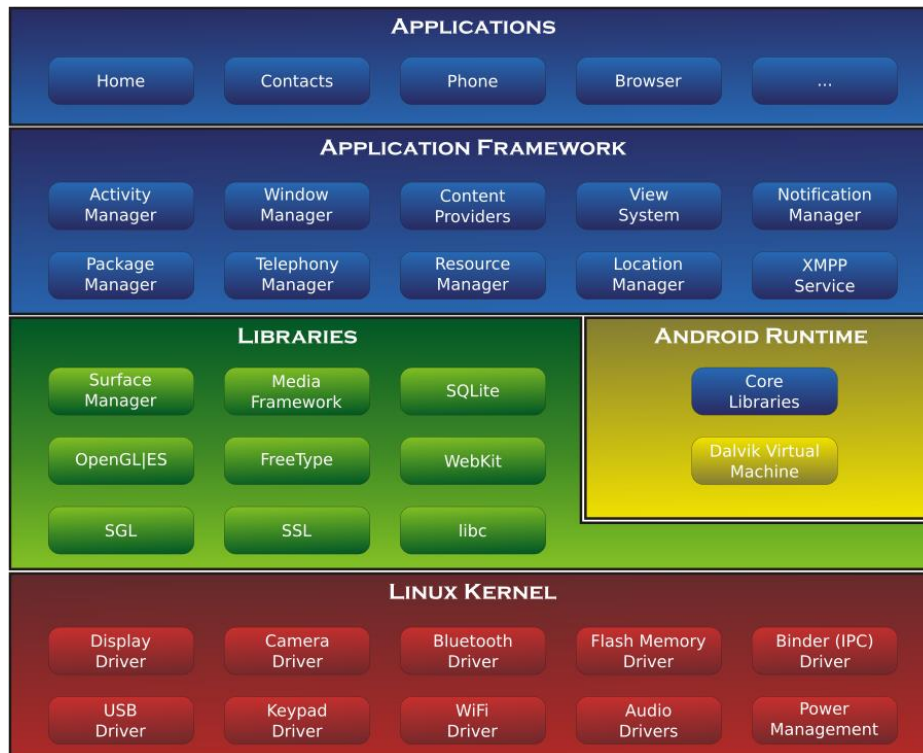 APPLICATIONS
Home
Contacts
Phone
Browser
...
APPLICATION FRAMEWORK
Activity
Manager
Window
Manager
Content
Providers
View
System
Notification
Manager
Package
Manager
Telephony
Manager
Resource
Manager
Location
Manager
XMPP
Service
LIBRARIES
Surface
Manager
Media
Framework
SQLite
OpenGL|ES
FreeType
WebKit
SGL
SSL
libc
ANDROID RUNTIME
Core
Libraries
Dalvik Virtual
Machine
LINUX KERNEL
Display
Driver
Camera
Driver
Bluetooth
Driver
Flash Memory
Driver
Binder (IPC)
Driver
USB
Driver
Keypad
Driver
WiFi
Driver
Audio
Drivers
Power
Management